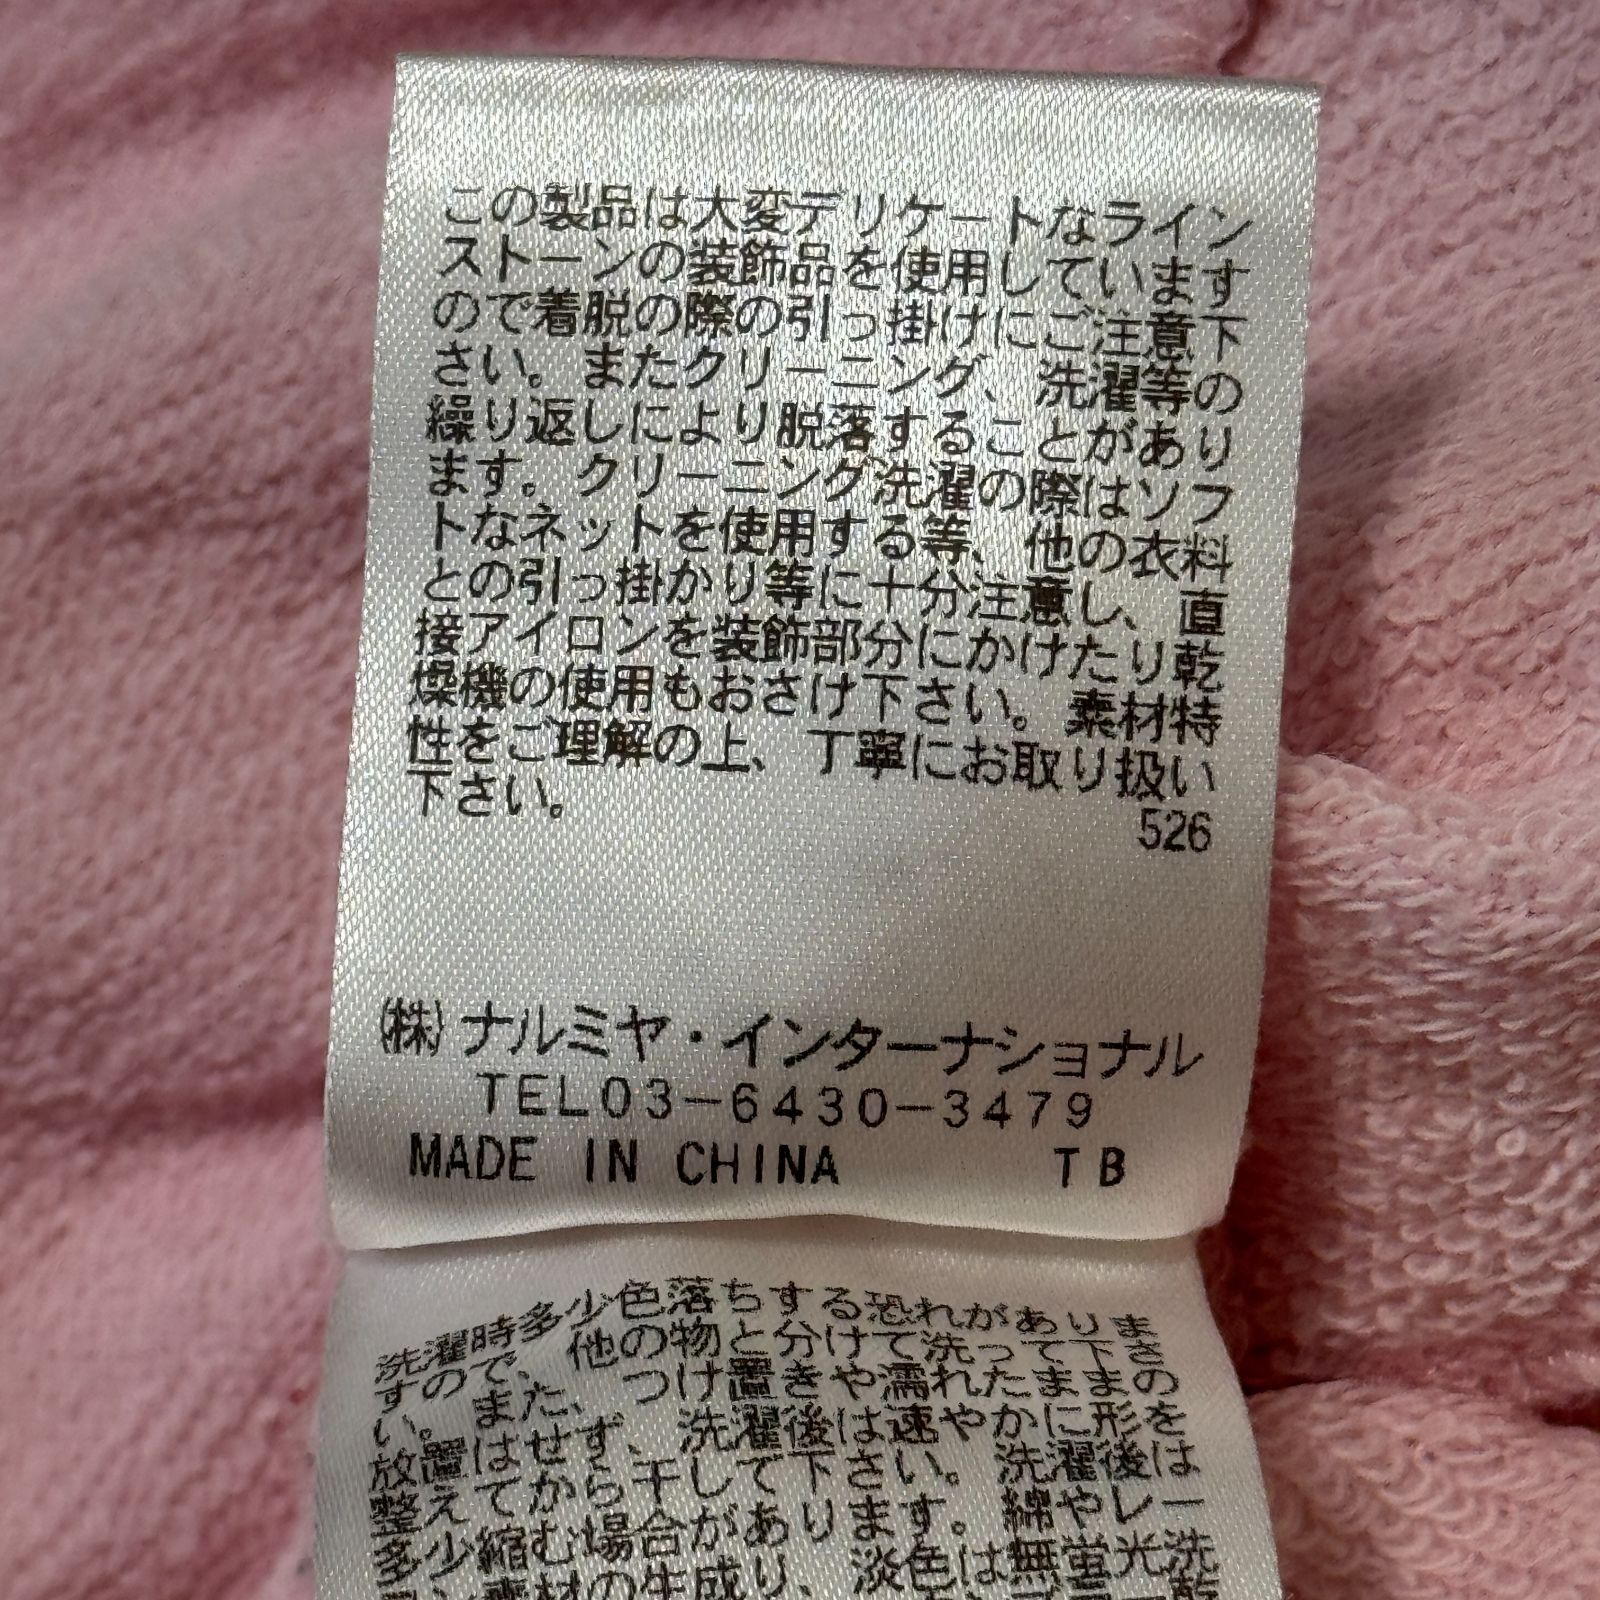 この製品は大変デリケートなライン
ストーンの装飾品を使用しています
ので着脱の際の引っ掛けにご注意下
さい。またクリーニング、洗濯等の
繰り返しにより脱落することがあり
ます。クリーニング洗濯の際はソフ
トなネットを使用する等、他の衣料
との引っ掛かり等に十分注意し、直
接アイロンを装飾部分にかけたり乾
燥機の使用もおさけ下さい。素材特
性をご理解の上、丁寧にお取り扱い
下さい。
526
(株)ナルミヤ・インターナショナル
TEL03-6430-3479
MADE IN CHINA TB
洗濯時多少色落ちする恐れがありま
すので、他の物と分けて洗って下さ
い。また、つけ置きや濡れたままの
放置はせず、洗濯後は速やかに形を
整えてから干して下さい。洗濯後は
多少縮む場合があります。綿やレー
素材の生成り、淡色は無蛍光洗